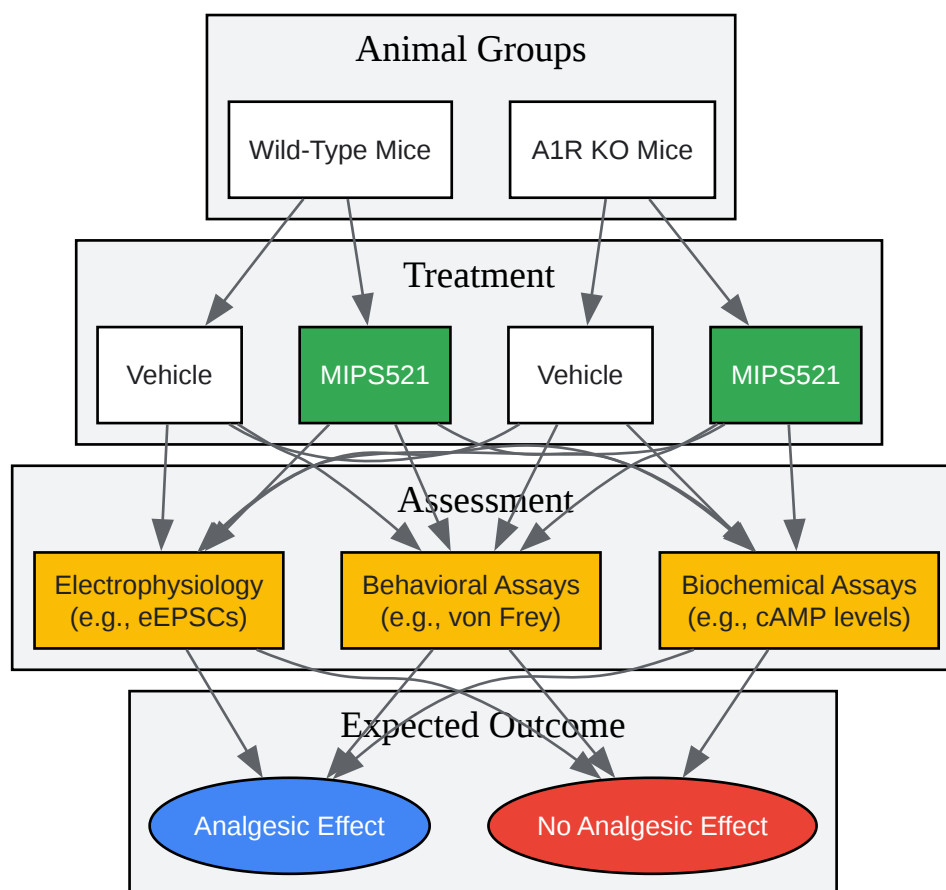 Animal Groups
Wild-Type Mice
A1R KO Mice
Treatment
Vehicle
MIPS521
Vehicle
MIPS521
Assessment
Electrophysiology
(e.g., eEPSCs)
Behavioral Assays
(e.g., von Frey)
Biochemical Assays
(e.g., cAMP levels)
Expected Outcome
Analgesic Effect
No Analgesic Effect